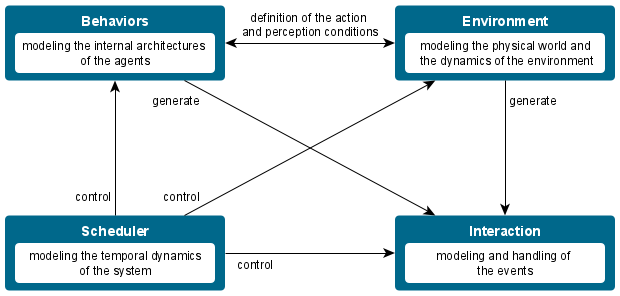 Behaviors
modeling the internal architectures
of the agents
definition of the action
and perception conditions
Environment
modeling the physical world and
the dynamics of the environment
generate
generate
control
control
Scheduler
modeling the temporal dynamics
of the system
control
Interaction
modeling and handling of
the events